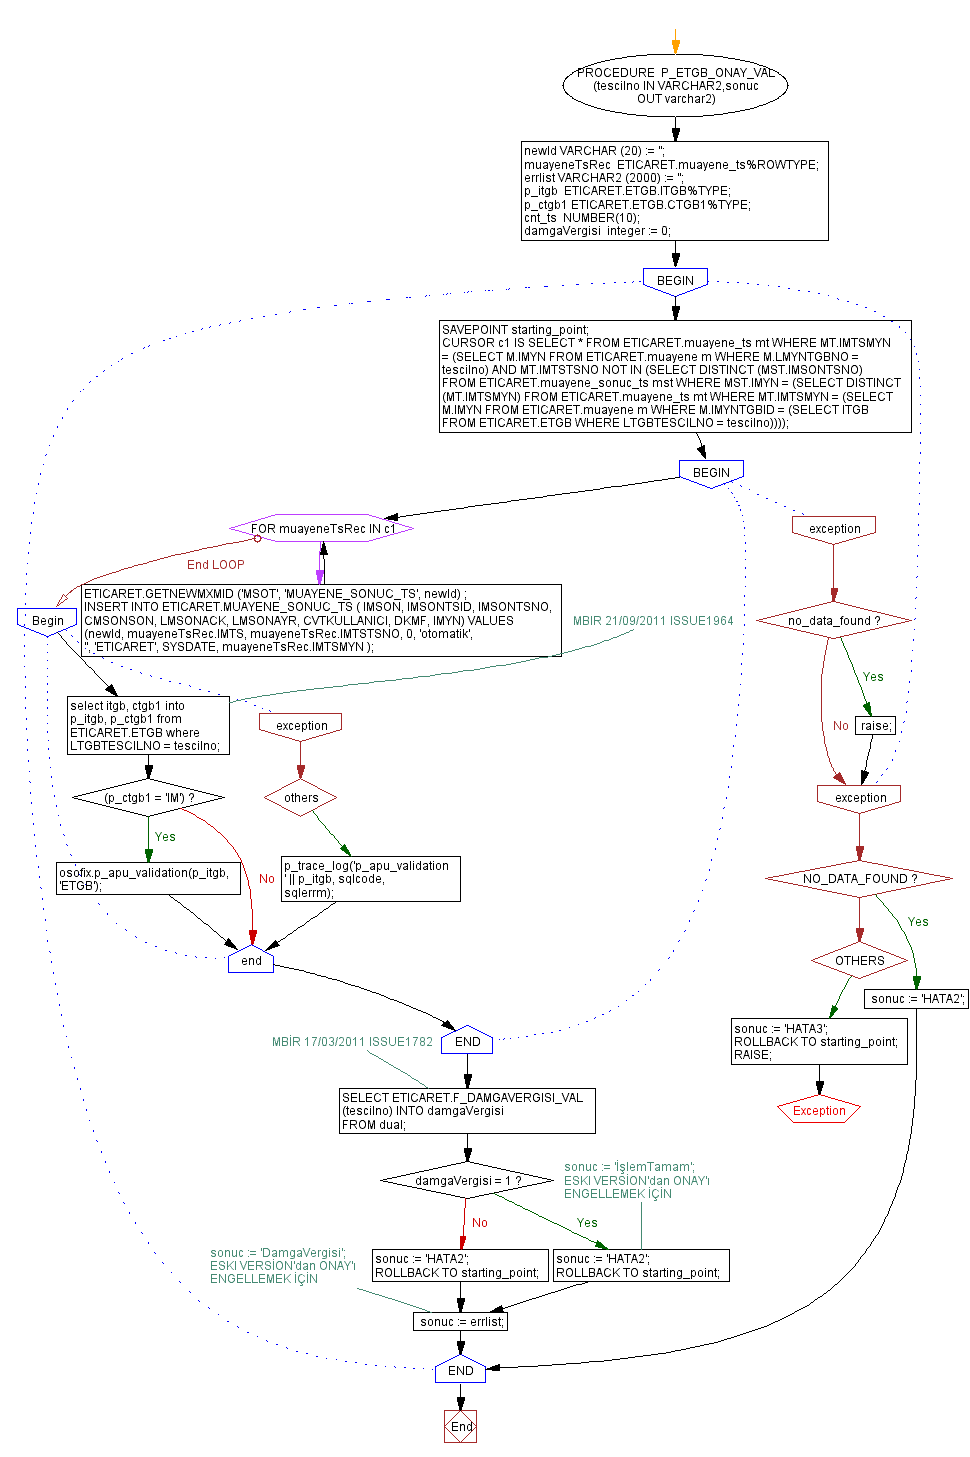 PROCEDURE P_ETGB_ONAY_VAL
(tescilno IN VARCHAR2,sonuc
OUT varchar2)
newId VARCHAR (20) := '';
muayeneTsRec ETICARET.muayene_ts%ROWTYPE;
errlist VARCHAR2 (2000) := '';
p_itgb ETICARET.ETGB.ITGB%TYPE;
p_ctgb1 ETICARET.ETGB.CTGB1%TYPE;
cnt_ts NUMBER(10);
damgaVergisi integer := 0;
BEGIN
SAVEPOINT starting_point;
CURSOR c1 IS SELECT * FROM ETICARET.muayene_ts mt WHERE MT.IMTSMYN
= (SELECT M.IMYN FROM ETICARET.muayene m WHERE M.LMYNTGBNO =
tescilno) AND MT.IMTSTSNO NOT IN (SELECT DISTINCT (MST.IMSONTSNO)
FROM ETICARET.muayene_sonuc_ts mst WHERE MST.IMYN = (SELECT DISTINCT
(MT.IMTSMYN) FROM ETICARET.muayene_ts mt WHERE MT.IMTSMYN = (SELECT
M.IMYN FROM ETICARET.muayene m WHERE M.IMYNTGBID = (SELECT ITGB
FROM ETICARET.ETGB WHERE LTGBTESCILNO = tescilno))));
BEGIN
FOR muayeneTsRec IN c1
exception
End LOOP
ETICARET.GETNEWMXMID ('MSOT', 'MUAYENE_SONUC_TS', newId) ;
INSERT INTO ETICARET.MUAYENE_SONUC_TS ( IMSON, IMSONTSID, IMSONTSNO,
CMSONSON, LMSONACK, LMSONAYR, CVTKULLANICI, DKMF, IMYN) VALUES
(newId, muayeneTsRec.IMTS, muayeneTsRec.IMTSTSNO, 0, 'otomatik',
'', 'ETICARET', SYSDATE, muayeneTsRec.IMTSMYN );
Begin
MBIR 21/09/2011 ISSUE1964
no_data_found ?
Yes
No
raise;
select itgb, ctgb1 into
p_itgb, p_ctgb1 from
ETICARET.ETGB where
LTGBTESCILNO = tescilno;
exception
(p_ctgb1 = 'IM') ?
others
exception
Yes
osofix.p_apu_validation(p_itgb,
'ETGB');
No
p_trace_log('p_apu_validation
' || p_itgb, sqlcode,
sqlerrm);
NO_DATA_FOUND ?
Yes
end
OTHERS
sonuc := 'HATA2';
sonuc := 'HATA3';
ROLLBACK TO starting_point;
RAISE;
Exception
END
MBİR 17/03/2011 ISSUE1782
SELECT ETICARET.F_DAMGAVERGISI_VAL
(tescilno) INTO damgaVergisi
FROM dual;
damgaVergisi = 1 ?
sonuc := 'İşlemTamam';
ESKI VERSİON'dan ONAY'ı
ENGELLEMEK İÇİN
No
Yes
sonuc := 'DamgaVergisi';
ESKI VERSİON'dan ONAY'ı
ENGELLEMEK İÇİN
sonuc := 'HATA2';
ROLLBACK TO starting_point;
sonuc := 'HATA2';
ROLLBACK TO starting_point;
sonuc := errlist;
END
End